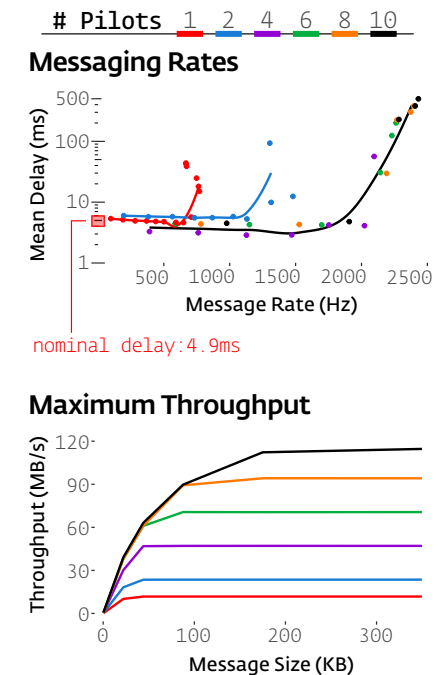 # Pilots 1 2 4 6 8 10
Messaging Rates
Mean Delay (ms)
500
100
10
1
500 1000 1500 2000 2500
Message Rate (Hz)
nominal delay:4.9ms
Maximum Throughput
Throughput (MB/s)
120
90
60
30
0
0 100 200 300
Message Size (KB)